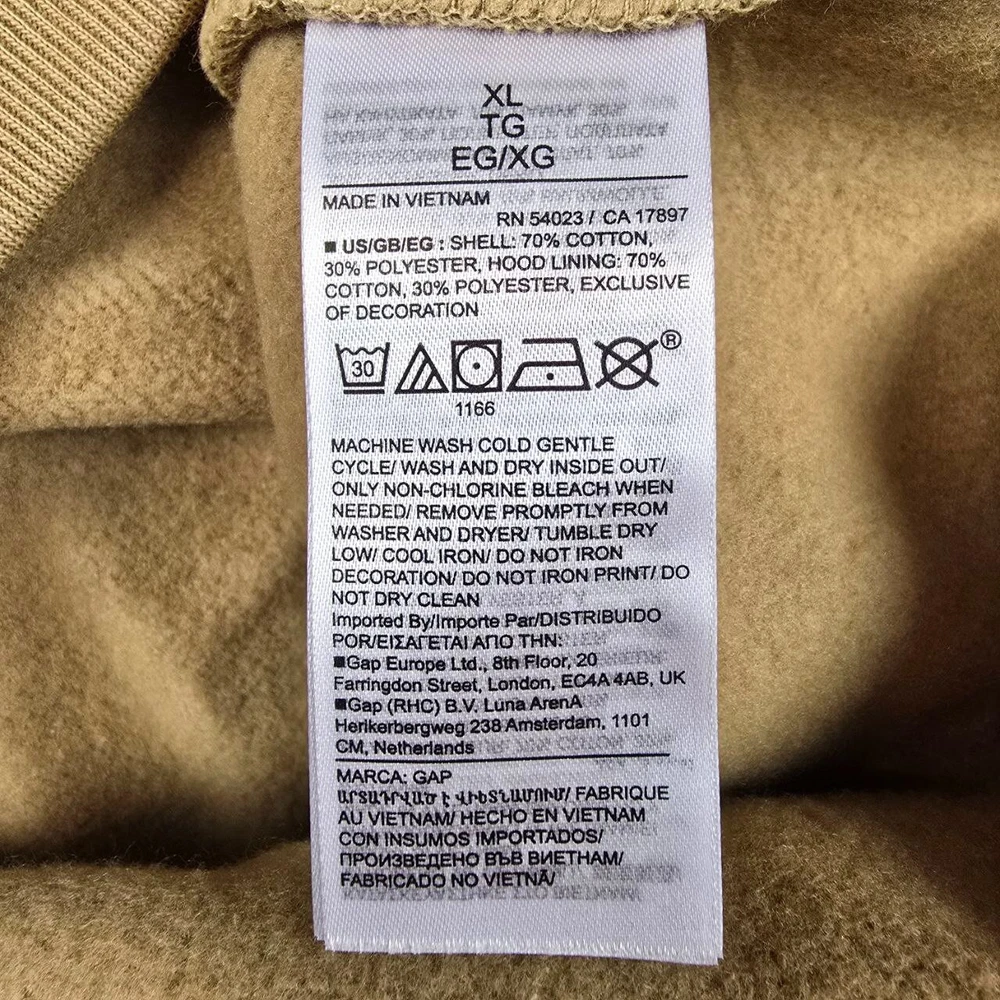 XL
TG
EG/XG
MADE IN VIETNAM
RN 54023 / CA 17897
■ US/GB/EG : SHELL: 70% COTTON,
30% POLYESTER, HOOD LINING: 70%
COTTON, 30% POLYESTER, EXCLUSIVE
OF DECORATION
30 ®
1166
MACHINE WASH COLD GENTLE
CYCLE/ WASH AND DRY INSIDE OUT/
ONLY NON-CHLORINE BLEACH WHEN
NEEDED/ REMOVE PROMPTLY FROM
WASHER AND DRYER/ TUMBLE DRY
LOW/ COOL IRON/ DO NOT IRON
DECORATION/ DO NOT IRON PRINT/ DO
NOT DRY CLEAN
Imported By/Importe Par/DISTRIBUIDO
POR/ΕΙΣΑΓΕΤΑΙ ΑΠΟ ΤΗΝ:
■Gap Europe Ltd., 8th Floor, 20
Farringdon Street, London, EC4A 4AB, UK
■Gap (RHC) B.V. Luna ArenA
Herikerbergweg 238 Amsterdam, 1101
CM, Netherlands
MARCA: GAP
ԱՐՏԱԴՐՎԱԾ Է ՎԻԵՏՆԱՄՈՒՄ/ FABRIQUE
AU VIETNAM/ HECHO EN VIETNAM
CON INSUMOS IMPORTADOS/
ПРОИЗВЕДЕНО ВЪВ ВИЕТНАМ/
FABRICADO NO VIETNÃ/